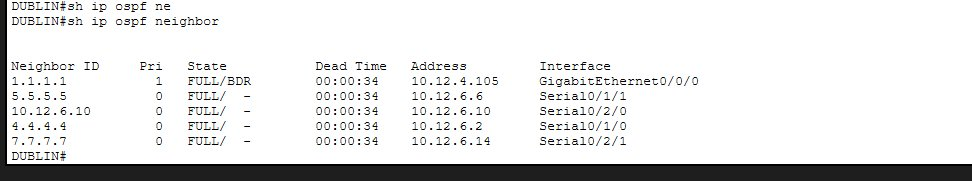 DUBLIN#sh ip ospf ne
DUBLIN#sh ip ospf neighbor
Neighbor ID Pri State Dead Time Address Interface
1.1.1.1 1 FULL/BDR 00:00:34 10.12.4.105 GigabitEthernet0/0/0
5.5.5.5 0 FULL/ - 00:00:34 10.12.6.6 Serial0/1/1
10.12.6.10 0 FULL/ - 00:00:34 10.12.6.10 Serial0/2/0
4.4.4.4 0 FULL/ - 00:00:34 10.12.6.2 Serial0/1/0
7.7.7.7 0 FULL/ - 00:00:34 10.12.6.14 Serial0/2/1
DUBLIN#